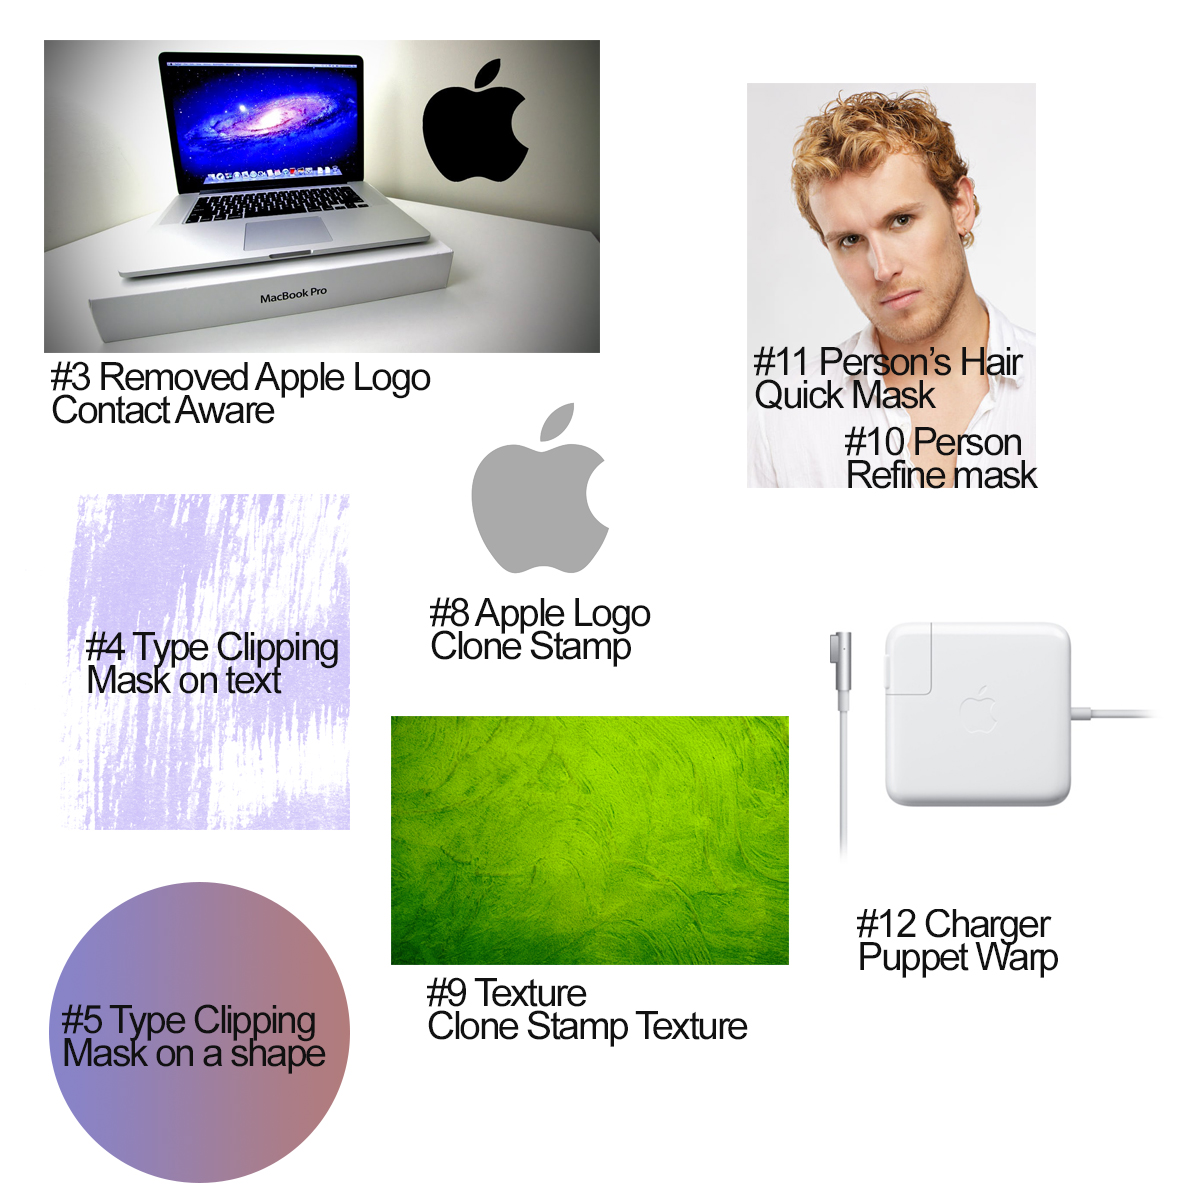 MacBook Pro
#3 Removed Apple Logo
Contact Aware
#11 Person's Hair
Quick Mask
#10 Person
Refine mask
#8 Apple Logo
Clone Stamp
#4 Type Clipping
Mask on text
#9 Texture
Clone Stamp Texture
#12 Charger
Puppet Warp
#5 Type Clipping
Mask on a shape